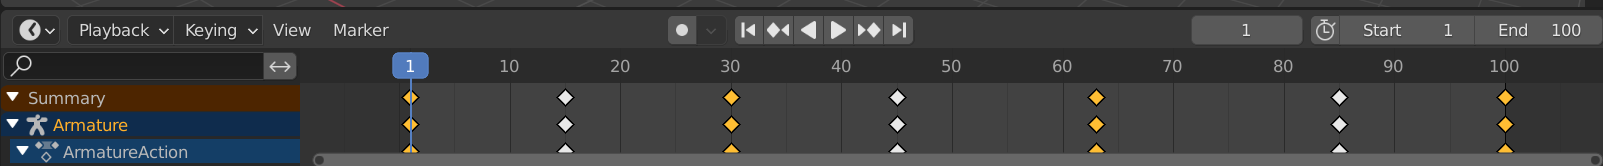 Playback Keying View Marker 1 Start 1 End 100
1 10 20 30 40 50 60 70 80 90 100
Summary
Armature
ArmatureAction